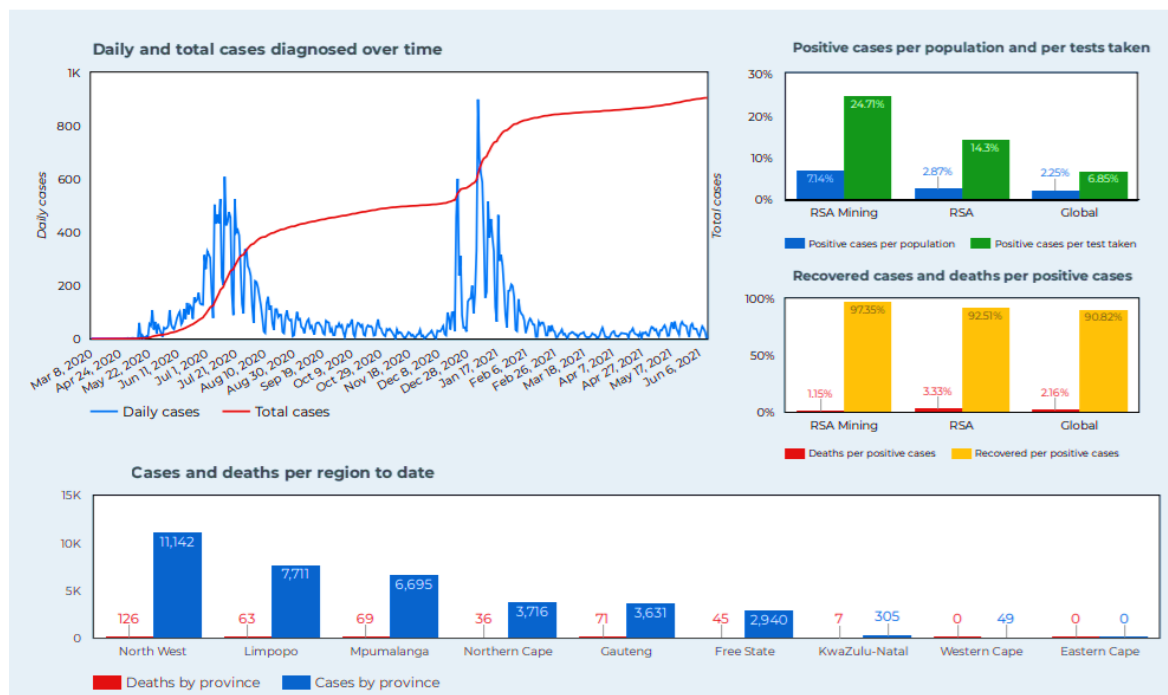 Daily and total cases diagnosed over time
1K
800
600
400
200
0
Daily cases
Total cases
Mar 8, 2020
Apr 24, 2020
May 22, 2020
Jun 11, 2020
Jul 1, 2020
Jul 21, 2020
Aug 10, 2020
Aug 30, 2020
Sep 19, 2020
Oct 9, 2020
Oct 29, 2020
Nov 18, 2020
Dec 8, 2020
Dec 28, 2020
Jan 17, 2021
Feb 6, 2021
Feb 26, 2021
Mar 18, 2021
Apr 7, 2021
Apr 27, 2021
May 17, 2021
Jun 6, 2021
Daily cases Total cases
Positive cases per population and per tests taken
30%
20%
10%
0%
7.14% 24.71%
2.87% 14.3%
2.25% 6.85%
RSA Mining RSA Global
Positive cases per population Positive cases per test taken
Recovered cases and deaths per positive cases
100%
50%
0%
1.15% 97.35%
3.33% 92.51%
2.16% 90.82%
RSA Mining RSA Global
Deaths per positive cases Recovered per positive cases
Cases and deaths per region to date
15K
10K
5K
0
126 11,142
63 7,711
69 6,695
36 3,716
71 3,631
45 2,940
7 305
0 49
0 0
North West Limpopo Mpumalanga Northern Cape Gauteng Free State KwaZulu-Natal Western Cape Eastern Cape
Deaths by province Cases by province